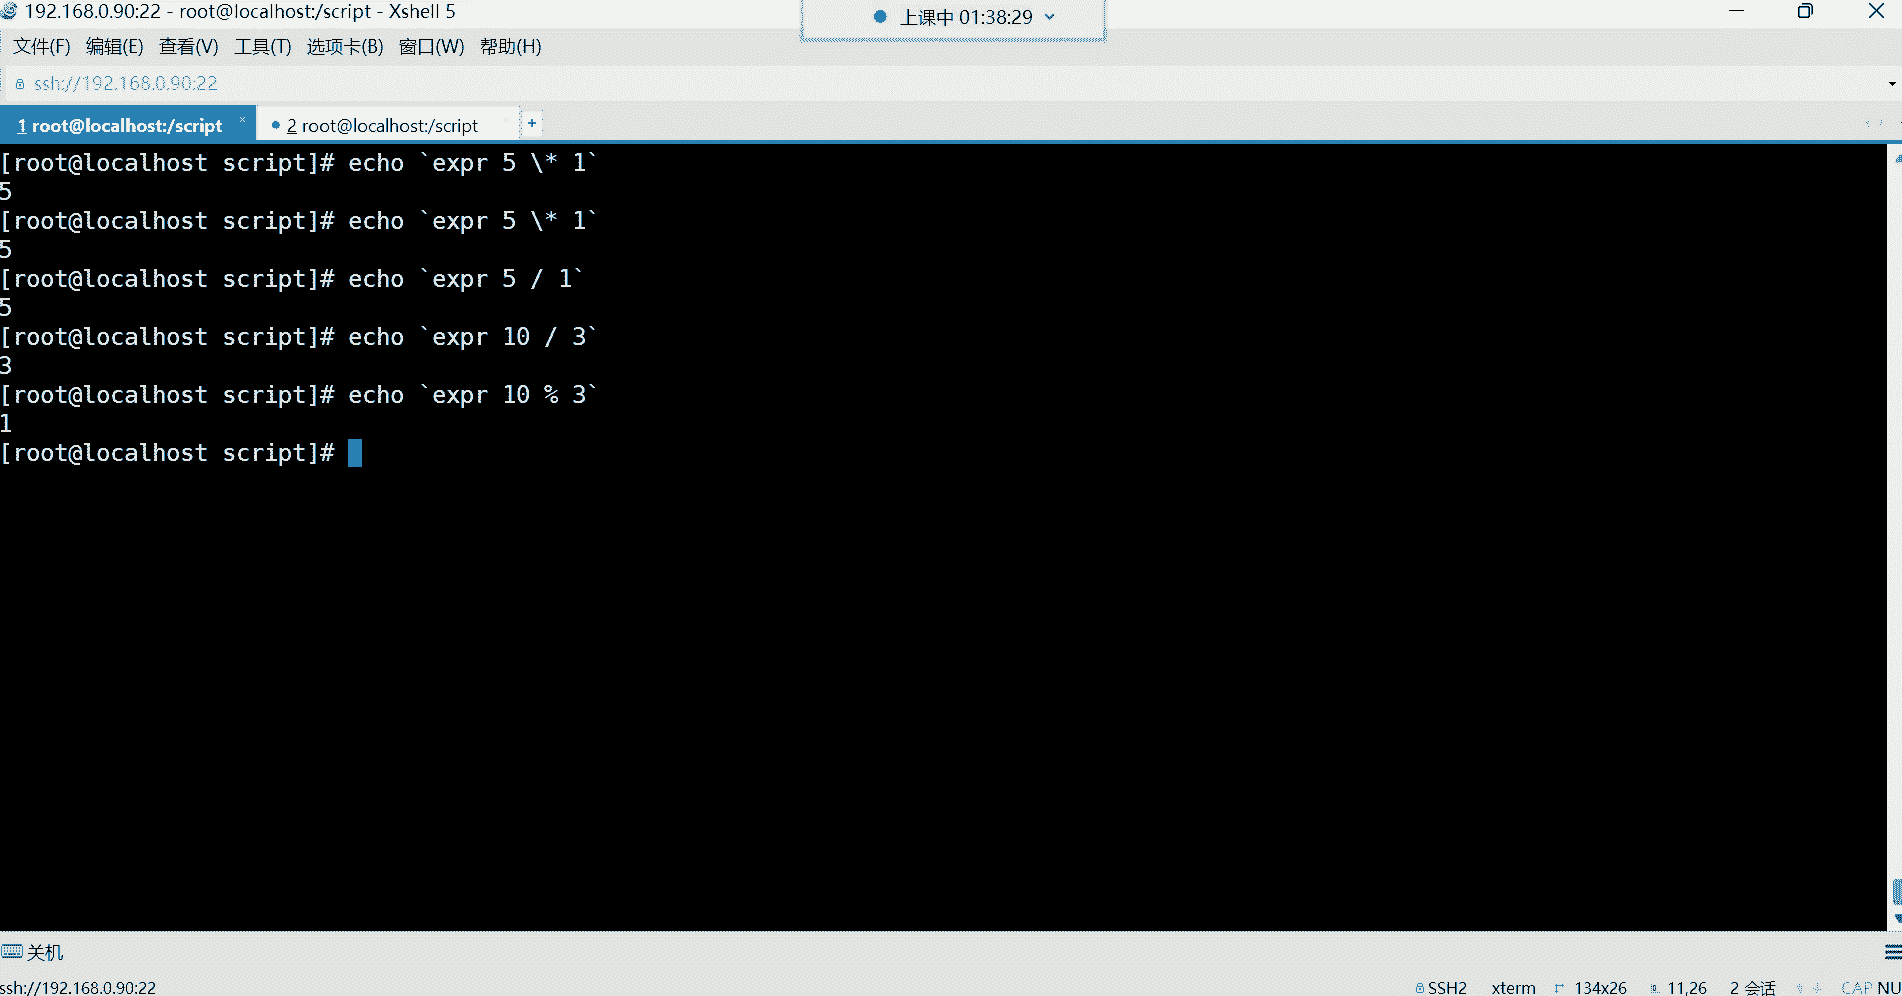 192.168.0.90:22 - root@localhost:/script - Xshell 5
上课中 01:38:29
文件(F) 编辑(E) 查看(V) 工具(T) 选项卡(B) 窗口(W) 帮助(H)
ssh://192.168.0.90:22
1 root@localhost:/script × 2 root@localhost:/script +
[root@localhost script]# echo `expr 5 \* 1`
5
[root@localhost script]# echo `expr 5 \* 1`
5
[root@localhost script]# echo `expr 5 / 1`
5
[root@localhost script]# echo `expr 10 / 3`
3
[root@localhost script]# echo `expr 10 % 3`
1
[root@localhost script]#
关机
ssh://192.168.0.90:22 SSH2 xterm 134x26 11,26 2 会话 CAP NU